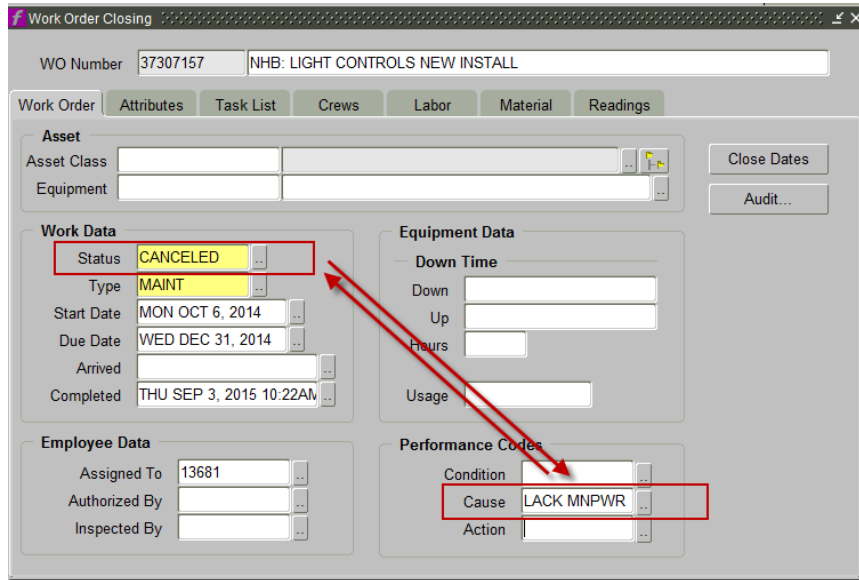 Work Order Closing
WO Number 37307157 NHB: LIGHT CONTROLS NEW INSTALL
Work Order Attributes Task List Crews Labor Material Readings
Asset
Asset Class .. Close Dates
Equipment .. Audit...
Work Data
Status CANCELED ..
Type MAINT ..
Start Date MON OCT 6, 2014 ..
Due Date WED DEC 31, 2014 ..
Arrived ..
Completed THU SEP 3, 2015 10:22AM ..
Equipment Data
Down Time
Down
Up
Hours
Usage
Employee Data
Assigned To 13681 ..
Authorized By ..
Inspected By ..
Performance Codes
Condition ..
Cause LACK MNPWR ..
Action ..